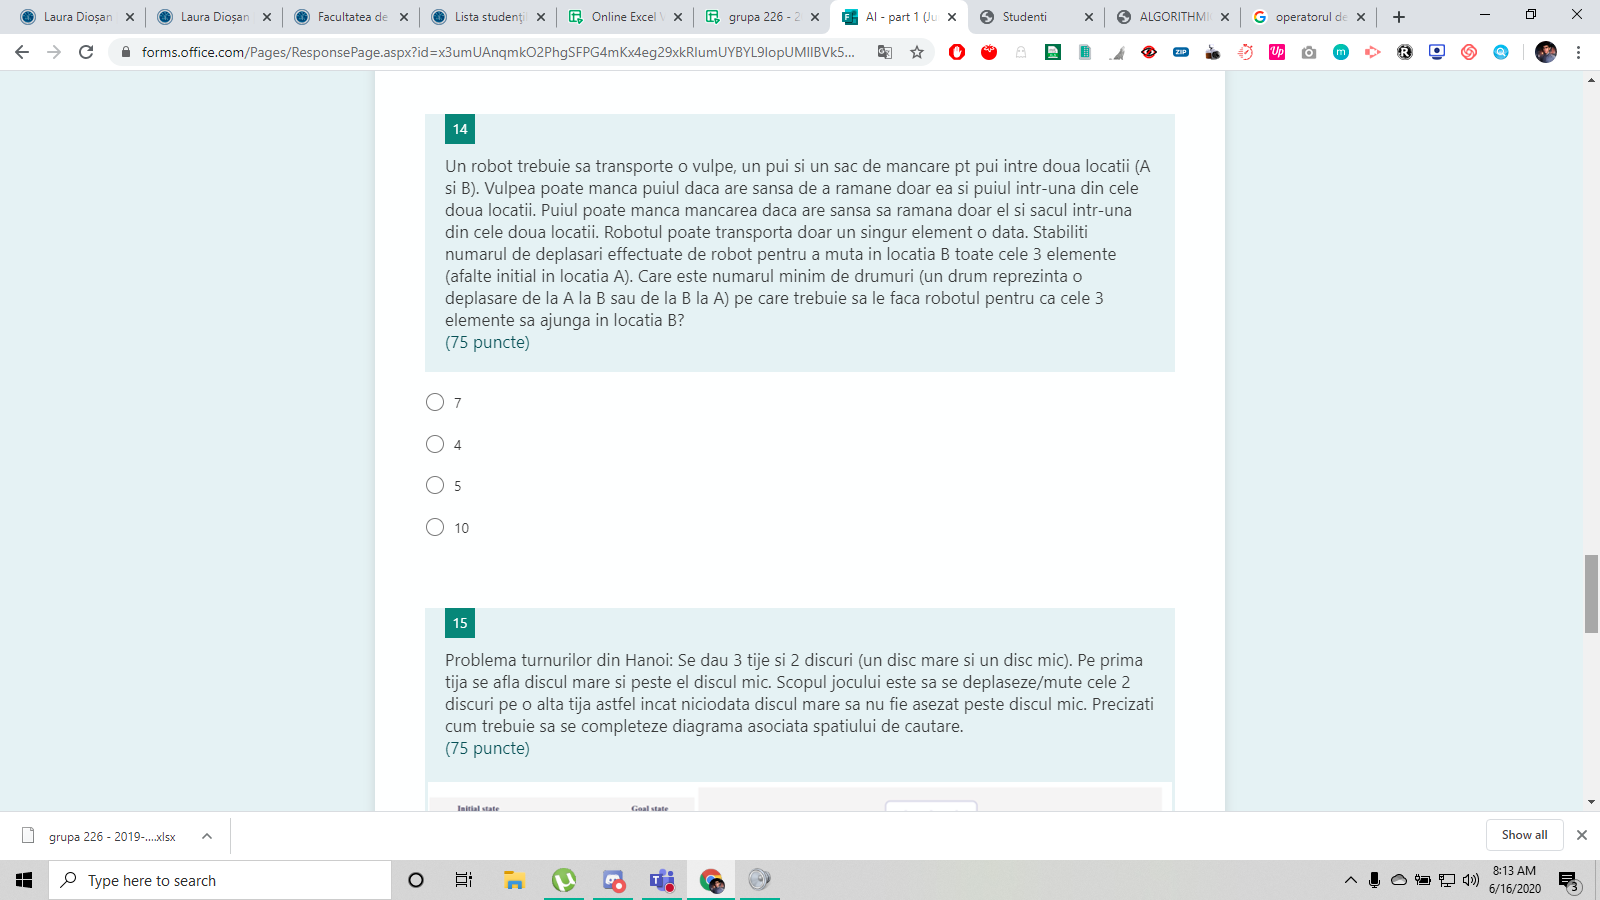 Laura Dioșan
Laura Dioșan
Facultatea de
Lista studenți
Online Excel
grupa 226 - 2
AI - part 1 (Ju
Studenti
ALGORITHM
operatorul de
forms.office.com/Pages/ResponsePage.aspx?id=x3umUAnqmkO2PhgSFPG4mKx4eg29xkRIumUYBYL9IopUMllBVk5...
14
Un robot trebuie sa transporte o vulpe, un pui si un sac de mancare pt pui intre doua locatii (A
si B). Vulpea poate manca puiul daca are sansa de a ramane doar ea si puiul intr-una din cele
doua locatii. Puiul poate manca mancarea daca are sansa sa ramana doar el si sacul intr-una
din cele doua locatii. Robotul poate transporta doar un singur element o data. Stabiliti
numarul de deplasari effectuate de robot pentru a muta in locatia B toate cele 3 elemente
(afalte initial in locatia A). Care este numarul minim de drumuri (un drum reprezinta o
deplasare de la A la B sau de la B la A) pe care trebuie sa le faca robotul pentru ca cele 3
elemente sa ajunga in locatia B?
(75 puncte)
7
4
5
10
15
Problema turnurilor din Hanoi: Se dau 3 tije si 2 discuri (un disc mare si un disc mic). Pe prima
tija se afla discul mare si peste el discul mic. Scopul jocului este sa se deplaseze/mute cele 2
discuri pe o alta tija astfel incat niciodata discul mare sa nu fie asezat peste discul mic. Precizati
cum trebuie sa se completeze diagrama asociata spatiului de cautare.
(75 puncte)
Initial state
Goal state
grupa 226 - 2019-....xlsx
Show all
Type here to search
8:13 AM
6/16/2020
3